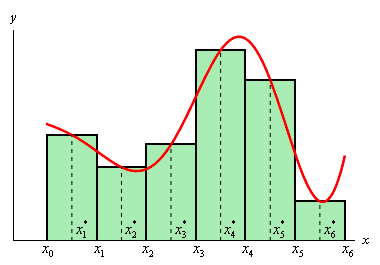 y
x₁* x₂* x₃* x₄* x₅* x₆*
x
x₀ x₁ x₂ x₃ x₄ x₅ x₆